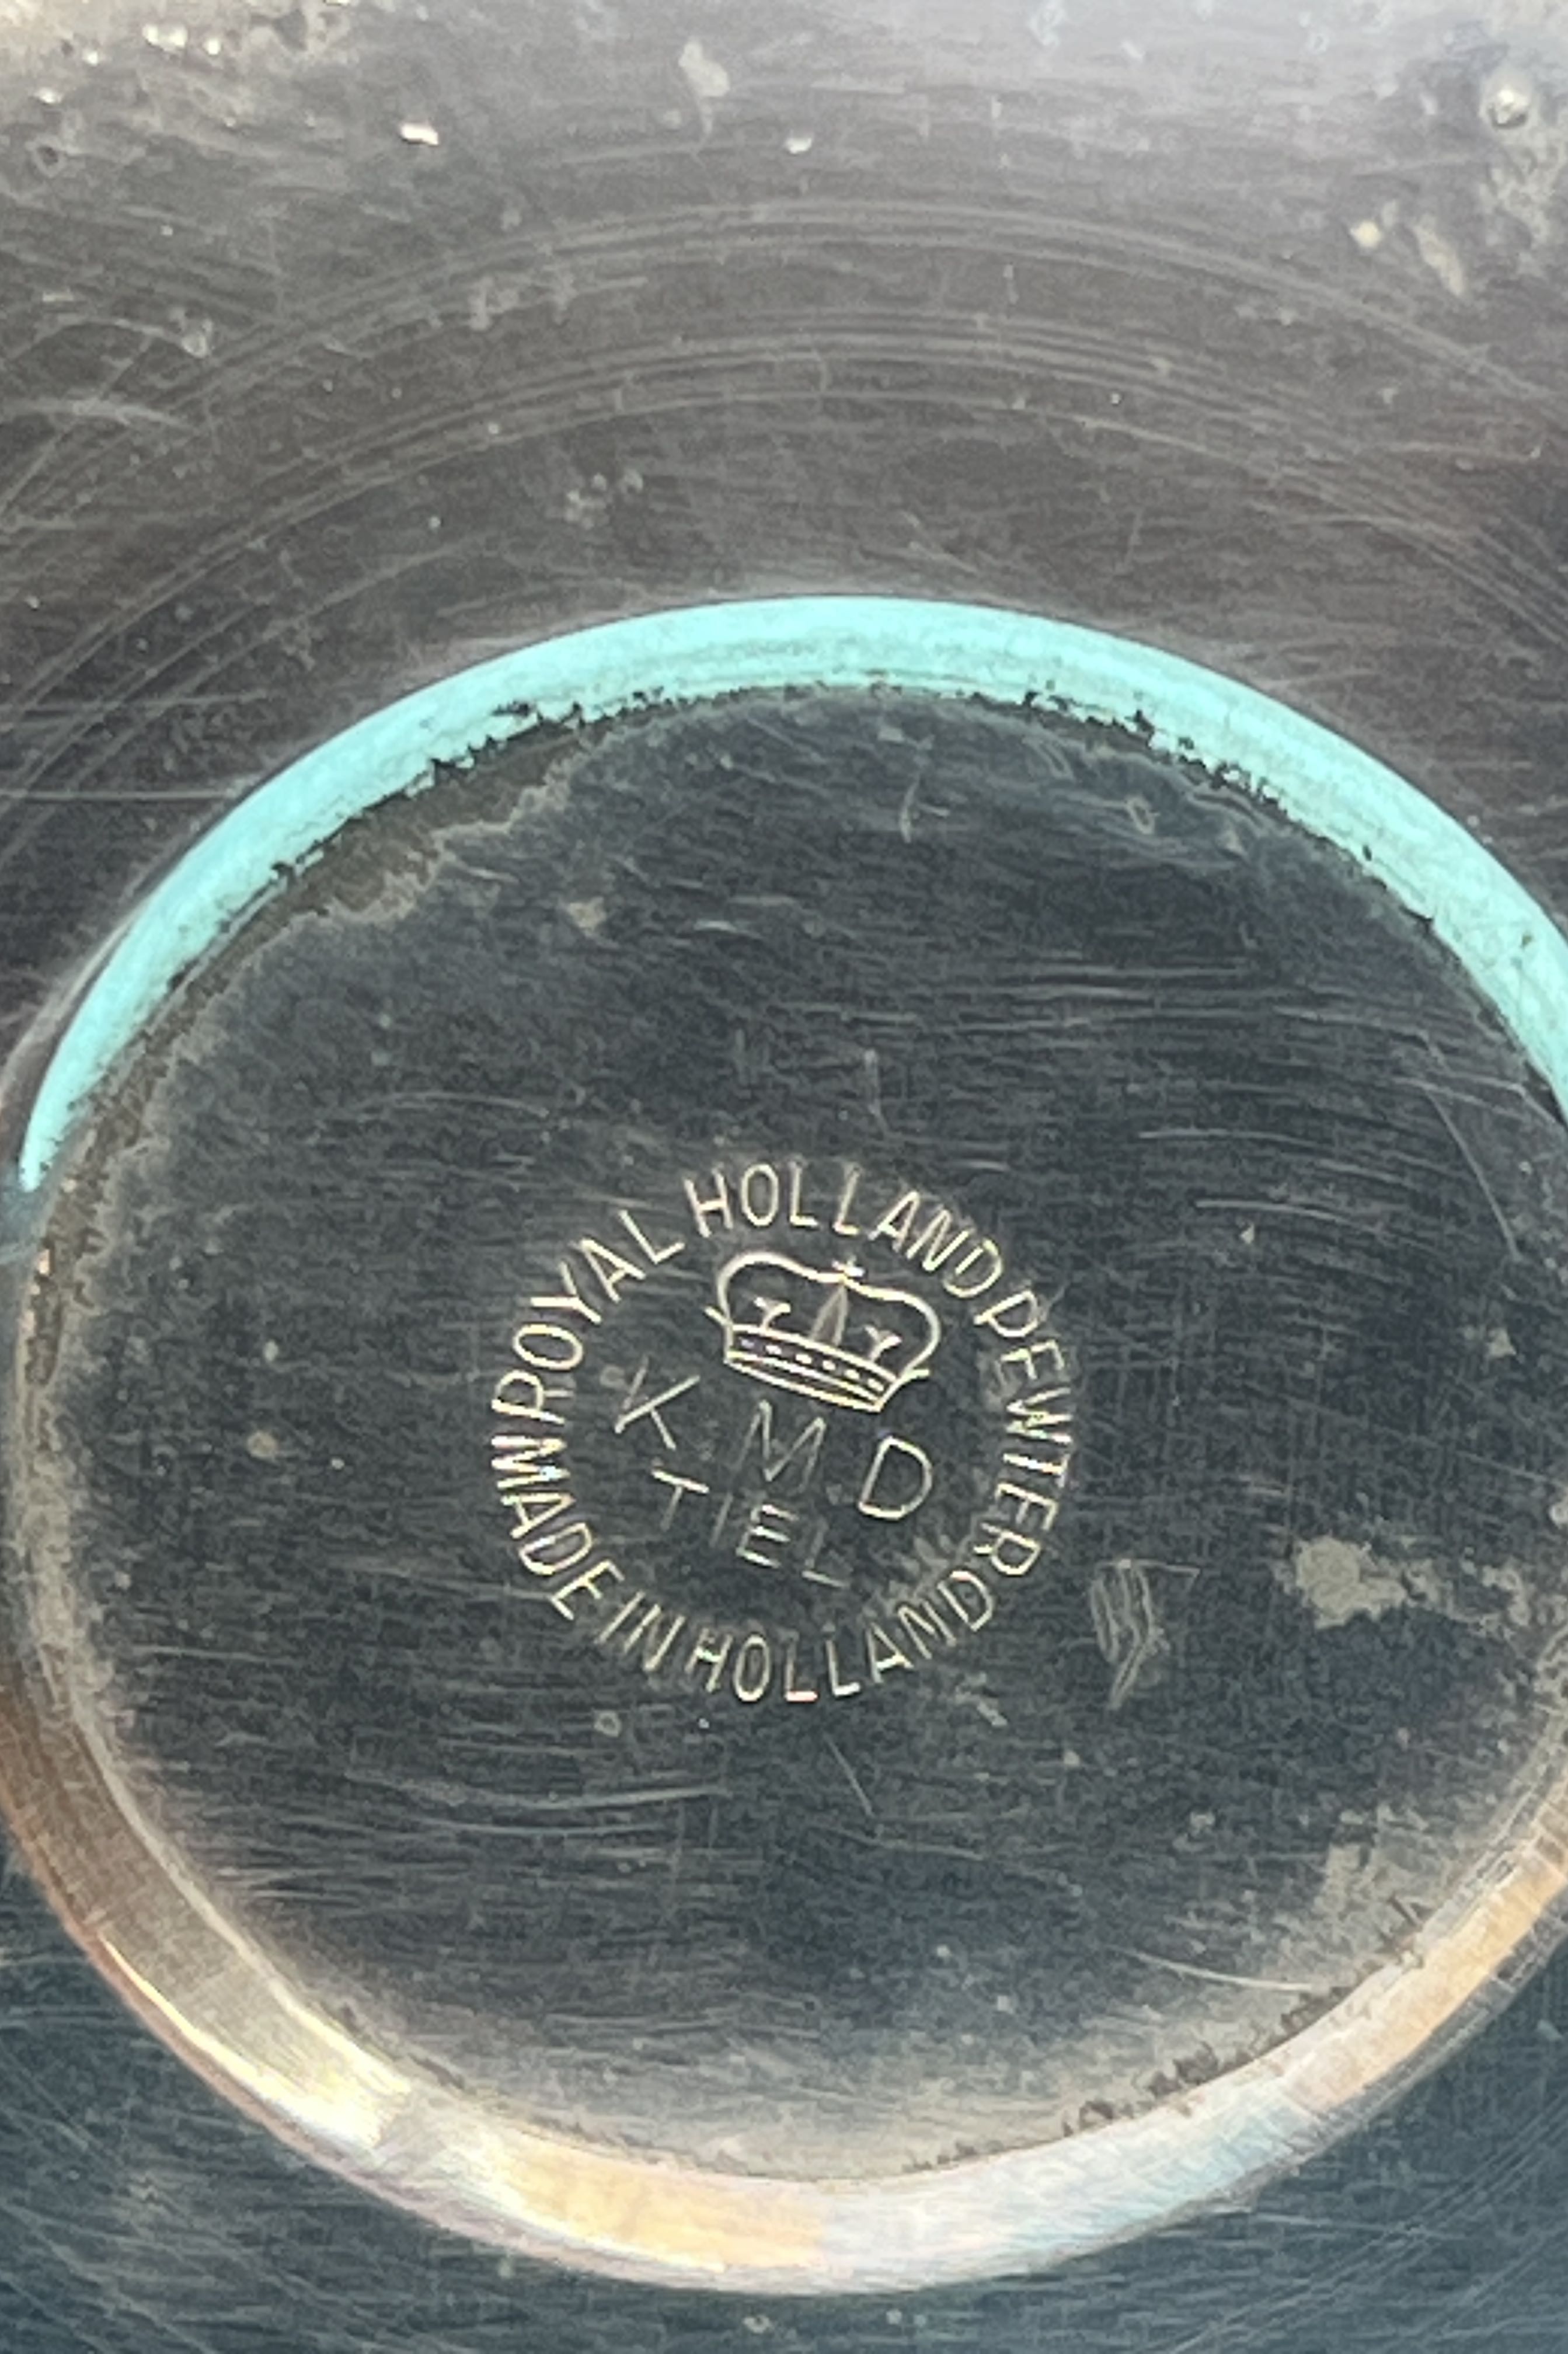 ROYAL HOLLAND PEWTER
K M D
TIEL
MADE IN HOLLAND